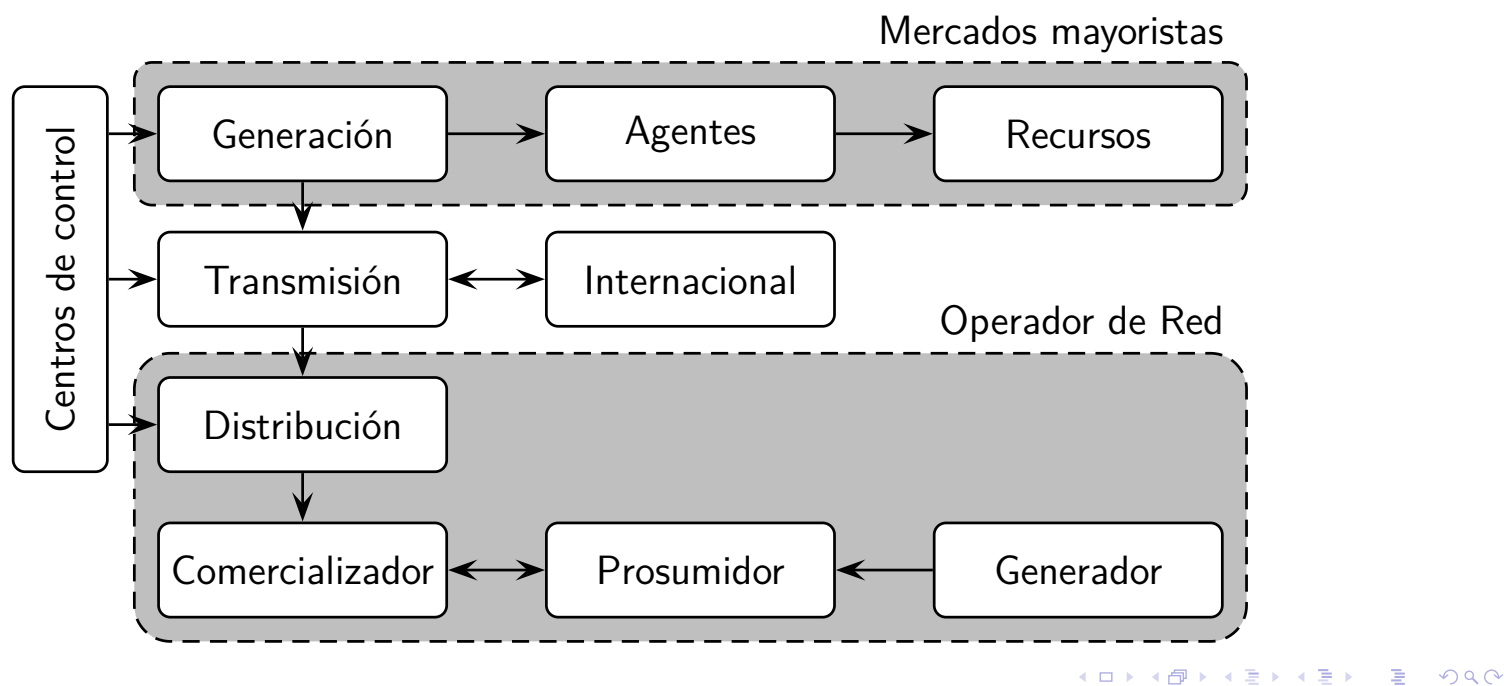 Mercados mayoristas
Centros de control
Generación
Agentes
Recursos
Transmisión
Internacional
Operador de Red
Distribución
Comercializador
Prosumidor
Generador